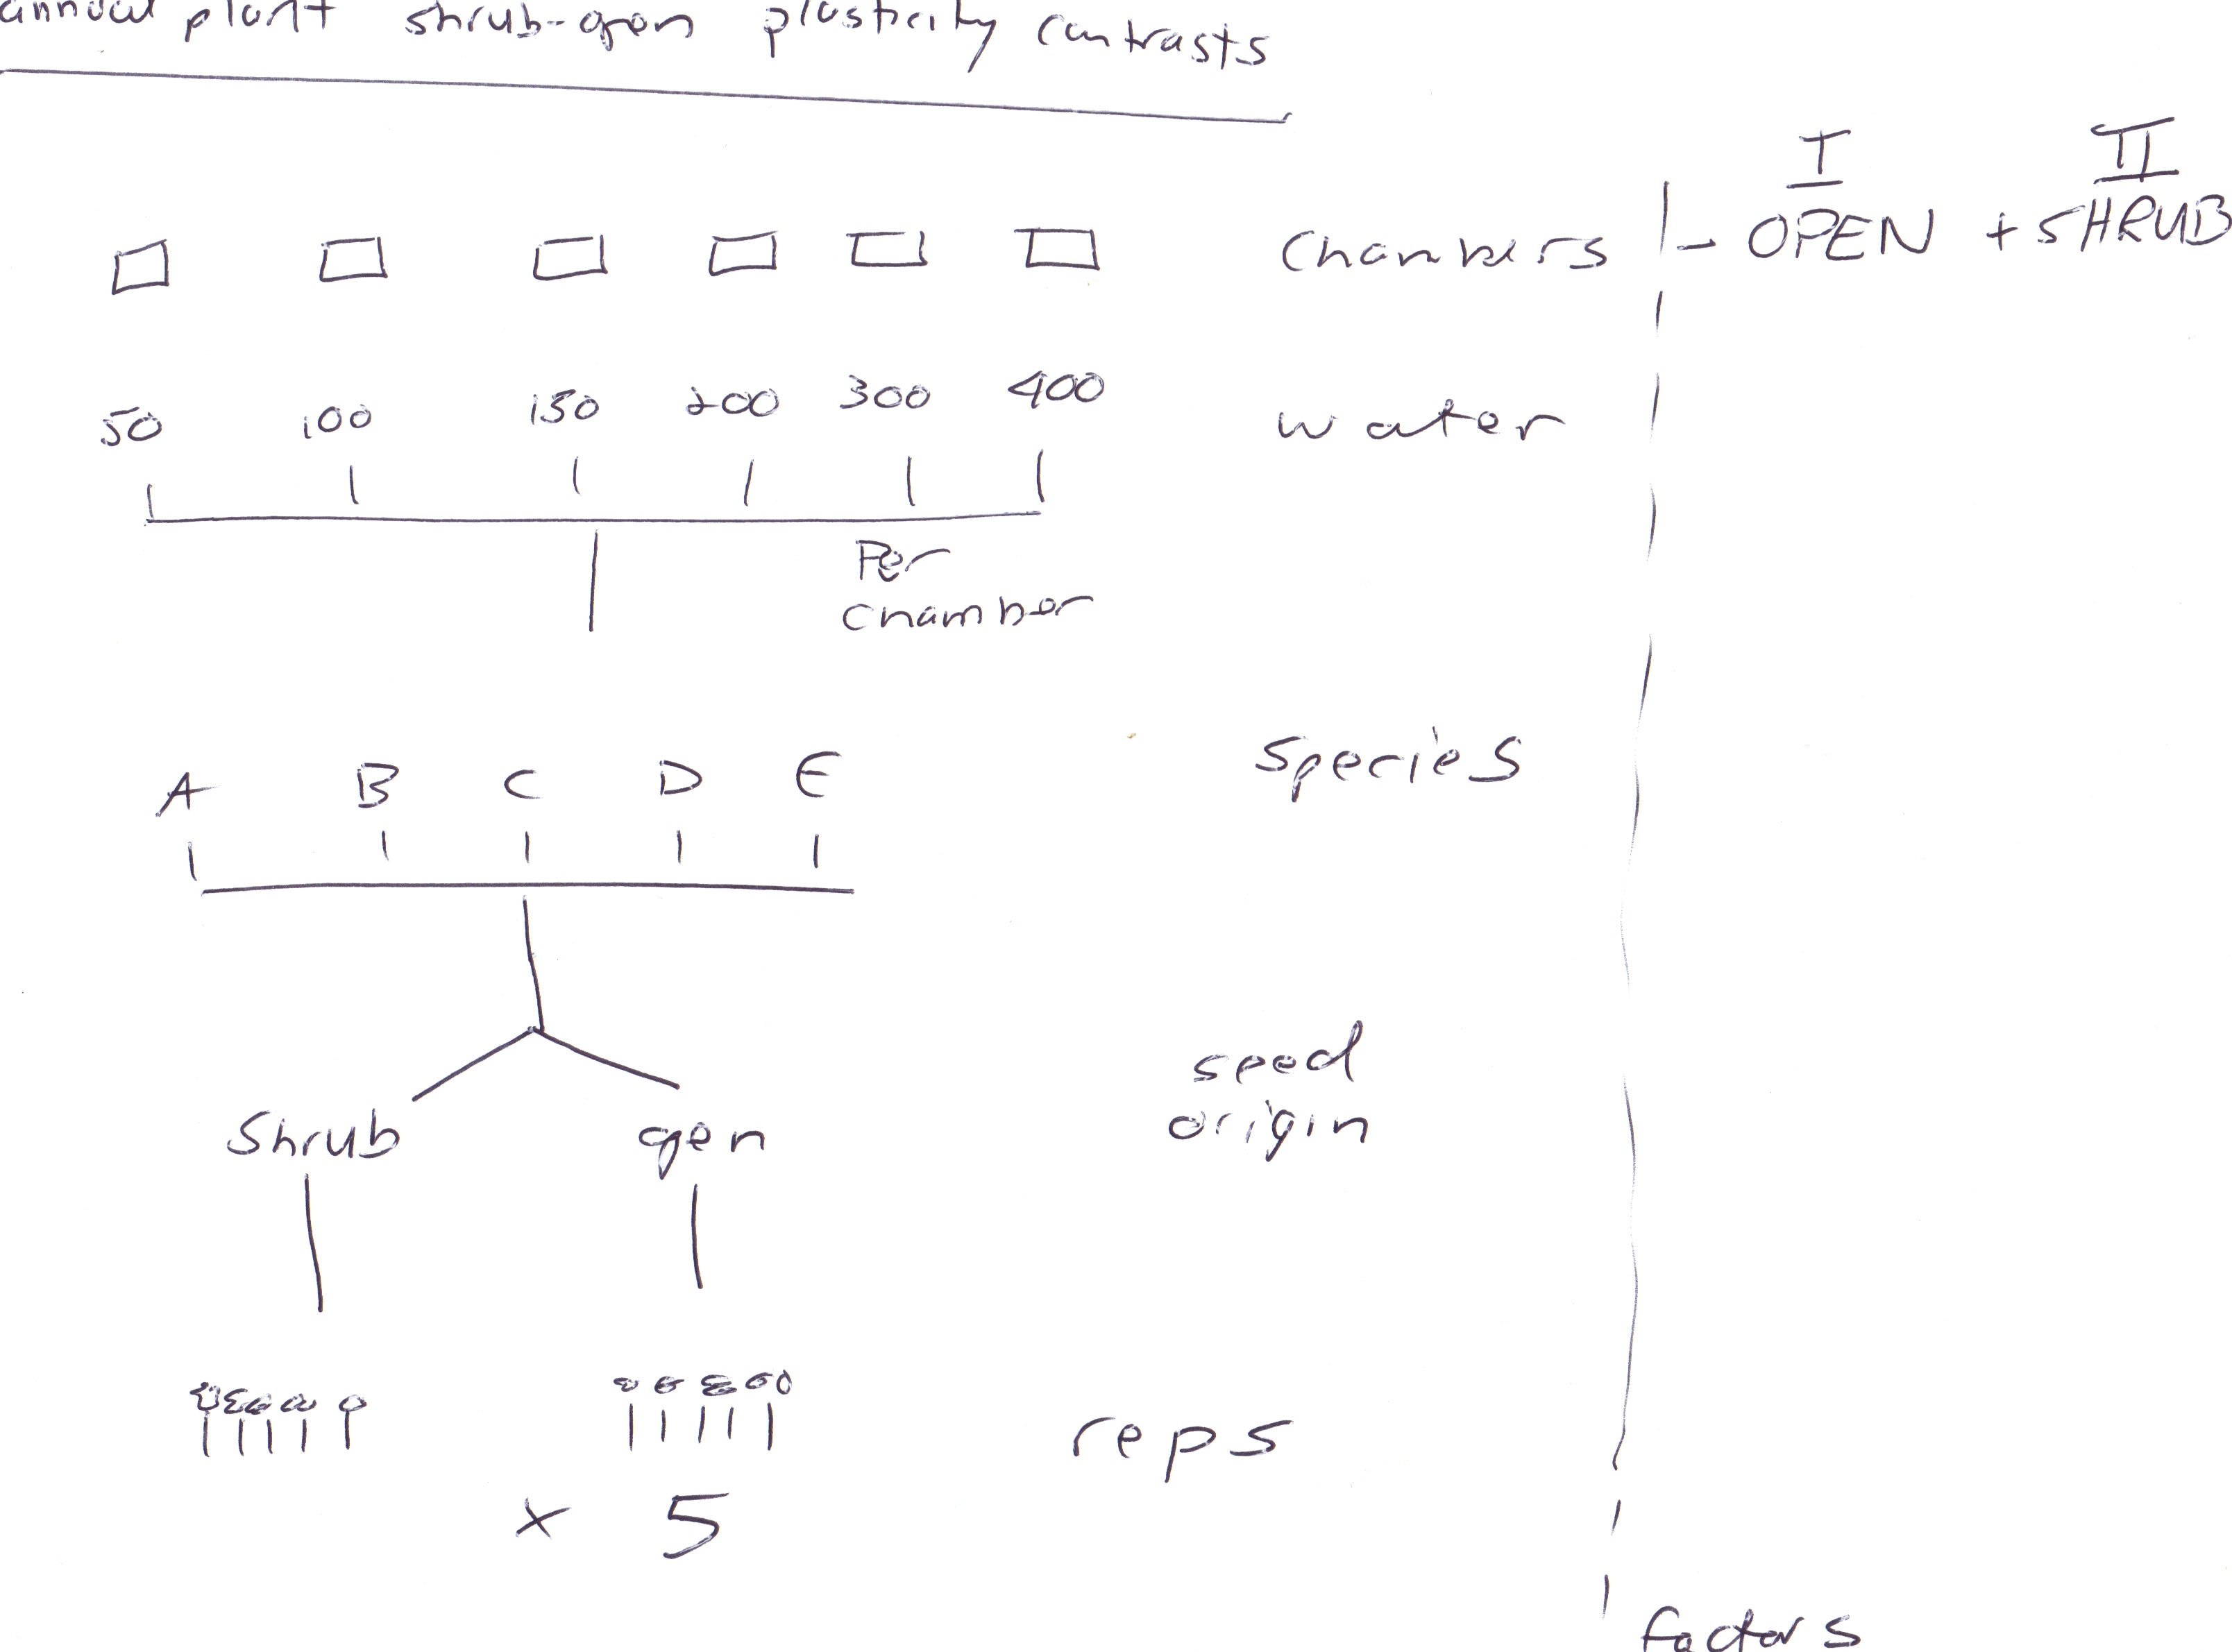 annual plant shrub-open plasticity contrasts
I II
chambers - OPEN + SHRUB
50 100 150 200 300 400 water
Per
chamber
A B C D E species
seed
Shrub open origin
reps
x 5
factors